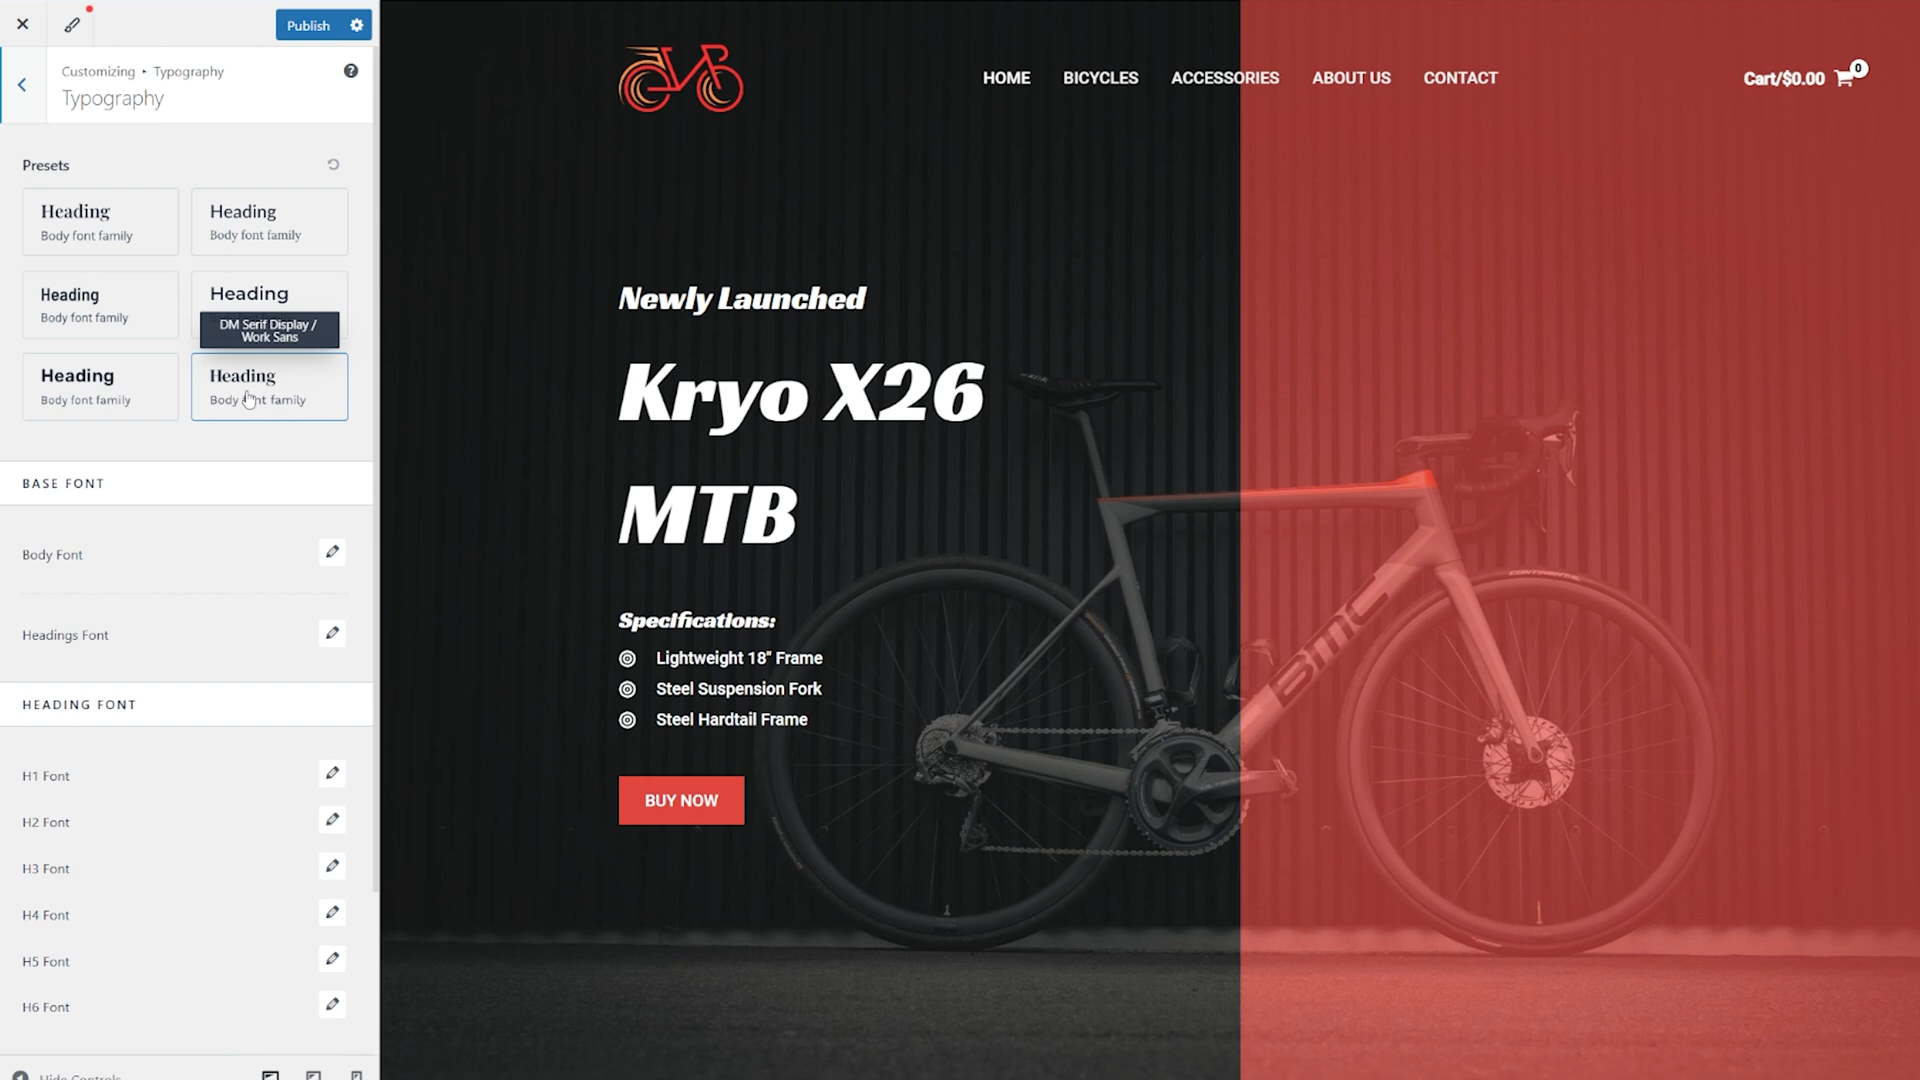 Publish
Customizing ▸ Typography
Typography
Presets
Heading
Body font family
Heading
Body font family
Heading
Body font family
Heading
DM Serif Display /
Work Sans
Heading
Body font family
Heading
Body font family
BASE FONT
Body Font
Headings Font
HEADING FONT
H1 Font
H2 Font
H3 Font
H4 Font
H5 Font
H6 Font
Hide Controls
HOME
BICYCLES
ACCESSORIES
ABOUT US
CONTACT
Cart/$0.00
0
Newly Launched
Kryo X26
MTB
Specifications:
Lightweight 18" Frame
Steel Suspension Fork
Steel Hardtail Frame
BUY NOW
BMC
CONTINENTAL